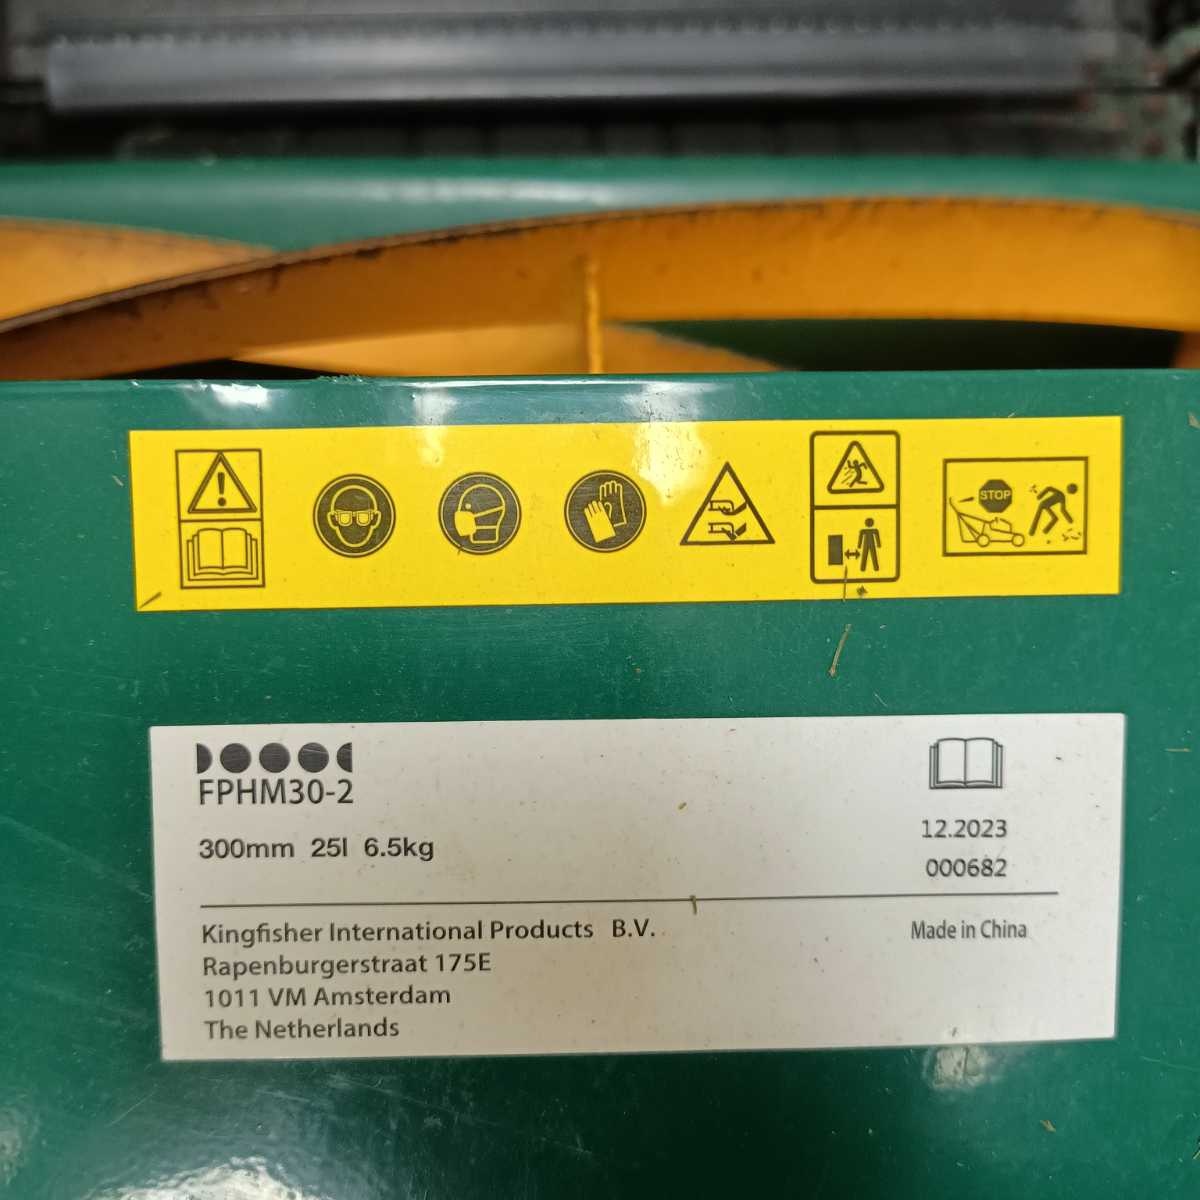 STOP
FPHM30-2
300mm 25l 6.5kg
12.2023
000682
Kingfisher International Products B.V.
Rapenburgerstraat 175E
1011 VM Amsterdam
The Netherlands
Made in China